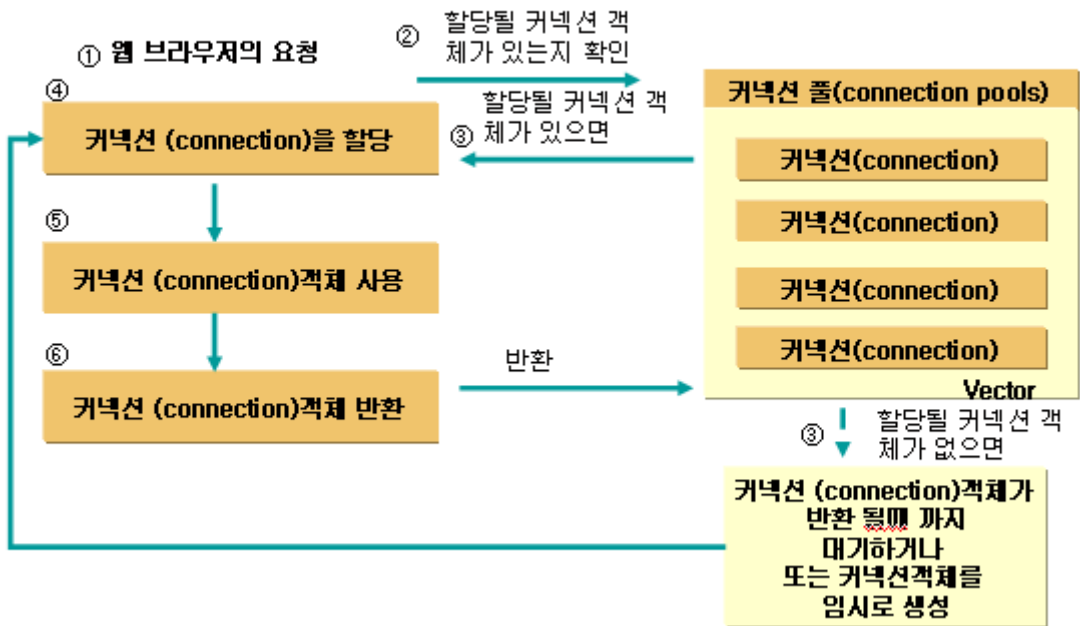 ① 웹 브라우저의 요청
② 할당될 커넥션 객
체가 있는지 확인
할당될 커넥션 객
③ 체가 있으면
④
커넥션 (connection)을 할당
⑤
커넥션 (connection)객체 사용
⑥
커넥션 (connection)객체 반환
반환
커넥션 풀(connection pools)
커넥션(connection)
커넥션(connection)
커넥션(connection)
커넥션(connection)
Vector
③ 할당될 커넥션 객
체가 없으면
커넥션 (connection)객체가
반환 될때 까지
대기하거나
또는 커넥션객체를
임시로 생성